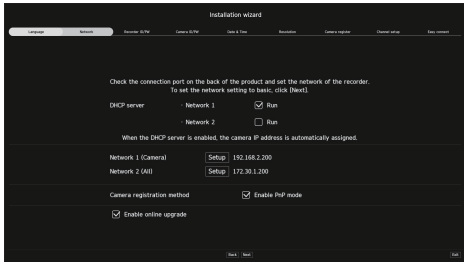 Installation wizard
Language Network Recorder ID/PW Camera ID/PW Date & Time Resolution Camera register Channel setup Easy connect
Check the connection port on the back of the product and set the network of the recorder.
To set the network setting to basic, click [Next].
DHCP server - Network 1 Run
- Network 2 Run
When the DHCP server is enabled, the camera IP address is automatically assigned.
Network 1 (Camera) Setup 192.168.2.200
Network 2 (All) Setup 172.30.1.200
Camera registration method Enable PnP mode
Enable online upgrade
Back Next Exit